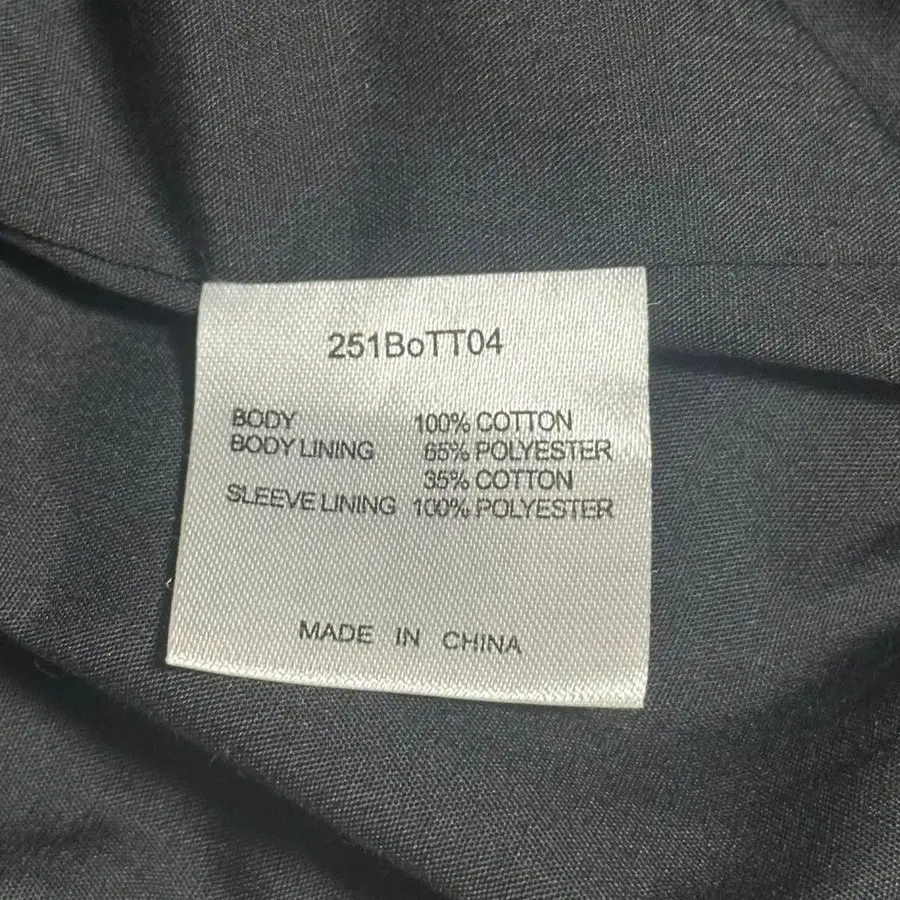 251BoTT04
BODY 100% COTTON
BODY LINING 65% POLYESTER
35% COTTON
SLEEVE LINING 100% POLYESTER
MADE IN CHINA